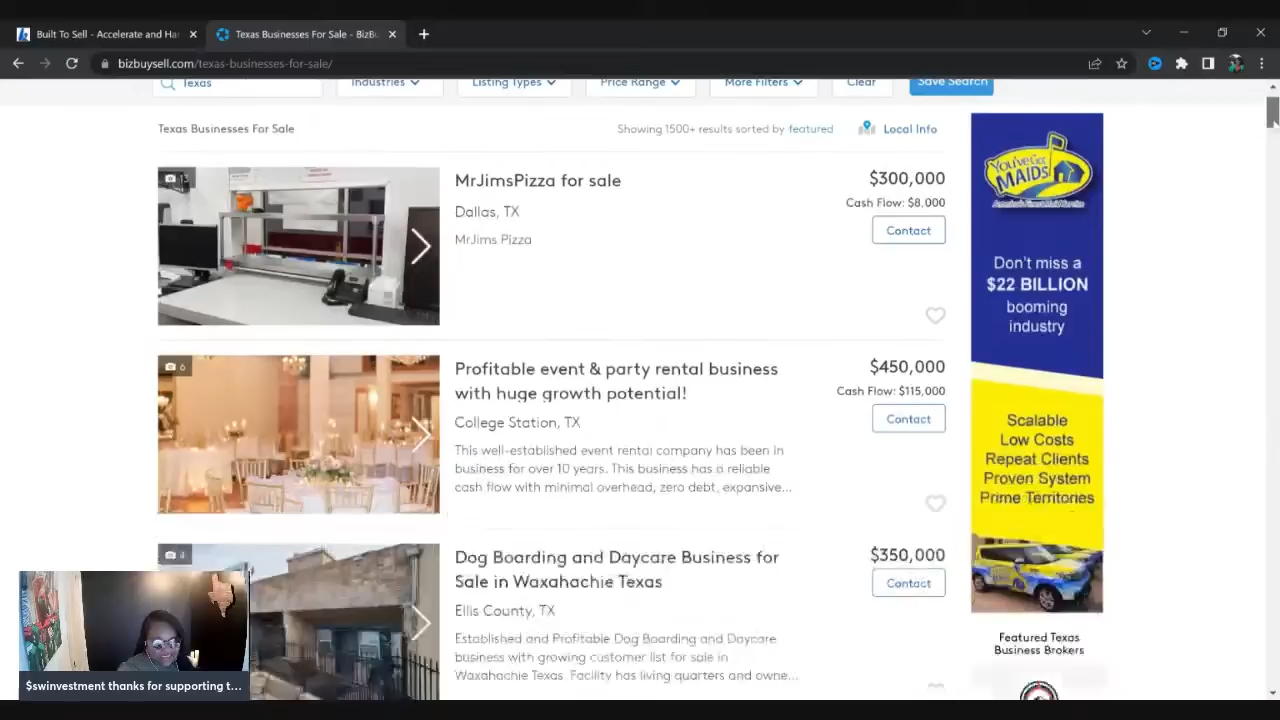 Built To Sell - Accelerate and Har
Texas Businesses For Sale - BizBu
bizbuysell.com/texas-businesses-for-sale/
Texas
Industries
Listing Types
Price Range
More Filters
Clear
Save Search
Texas Businesses For Sale
Showing 1500+ results sorted by featured
Local Info
MrJimsPizza for sale
$300,000
Cash Flow: $8,000
Dallas, TX
Contact
MrJims Pizza
6
Profitable event & party rental business
with huge growth potential!
$450,000
Cash Flow: $115,000
College Station, TX
Contact
This well-established event rental company has been in
business for over 10 years. This business has a reliable
cash flow with minimal overhead, zero debt, expansive...
Dog Boarding and Daycare Business for
Sale in Waxahachie Texas
$350,000
Contact
Ellis County, TX
Established and Profitable Dog Boarding and Daycare
business with growing customer list for sale in
Waxahachie Texas Facility has living quarters and owne...
You've Got
MAIDS
Don't miss a
$22 BILLION
booming
industry
Scalable
Low Costs
Repeat Clients
Proven System
Prime Territories
Featured Texas
Business Brokers
$swinvestment thanks for supporting t...